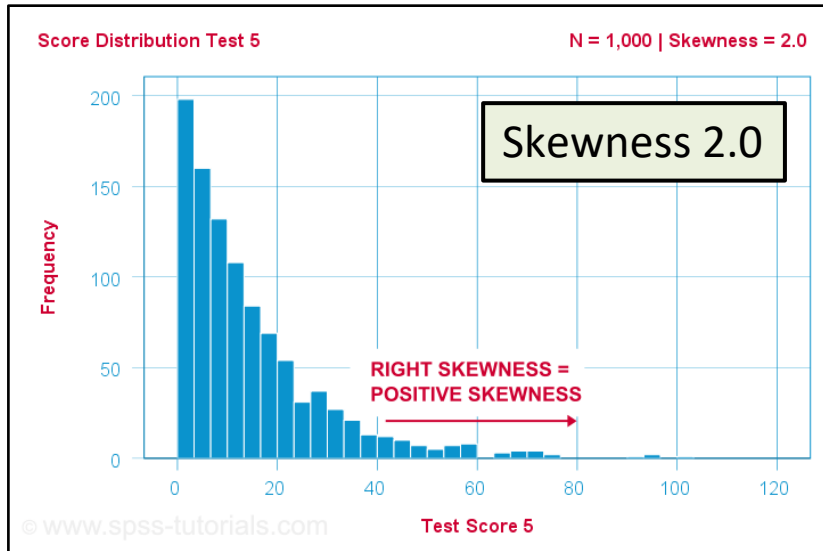 Score Distribution Test 5
N = 1,000 | Skewness = 2.0
Skewness 2.0
200
150
100
50
0
Frequency
RIGHT SKEWNESS =
POSITIVE SKEWNESS
0 20 40 60 80 100 120
Test Score 5
© www.spss-tutorials.com